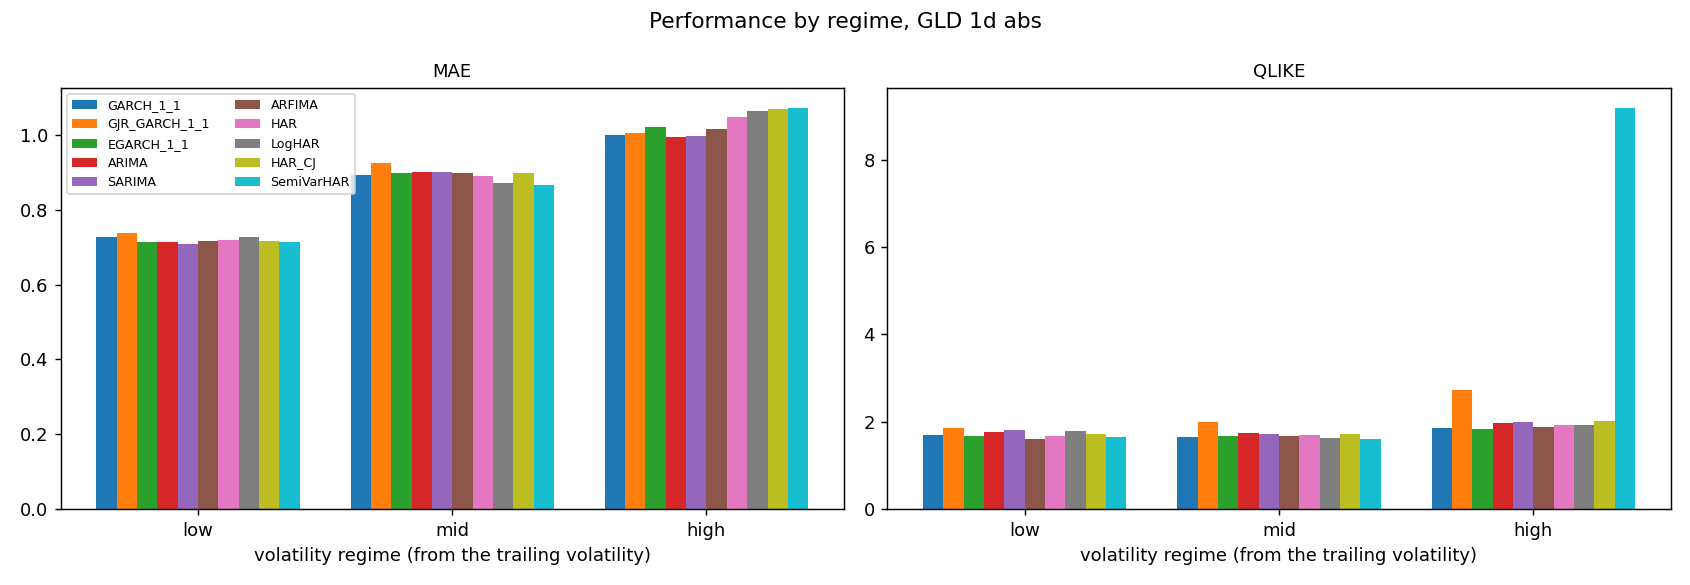 Performance by regime, GLD 1d abs
MAE
GARCH_1_1
GJR_GARCH_1_1
EGARCH_1_1
ARIMA
SARIMA
ARFIMA
HAR
LogHAR
HAR_CJ
SemiVarHAR
1.0
0.8
0.6
0.4
0.2
0.0
low
mid
high
volatility regime (from the trailing volatility)
QLIKE
8
6
4
2
0
low
mid
high
volatility regime (from the trailing volatility)